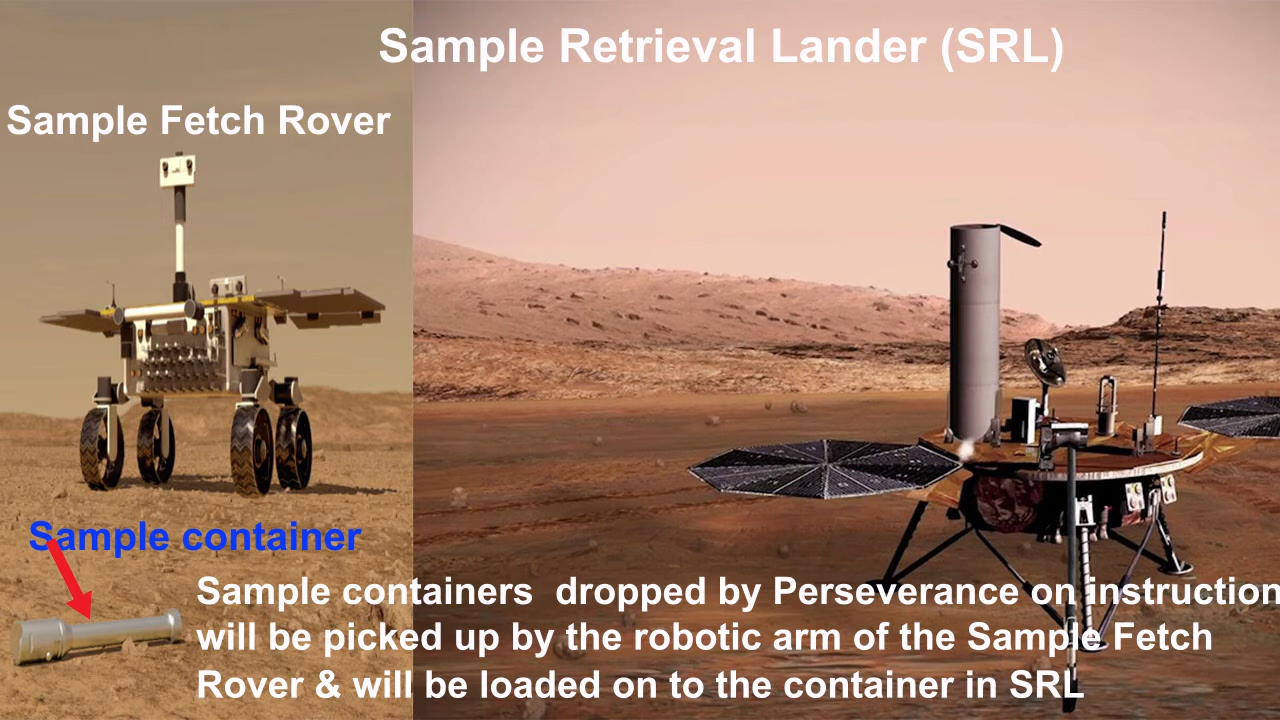 Sample Retrieval Lander (SRL)
Sample Fetch Rover
Sample container
Sample containers  dropped by Perseverance on instruction
will be picked up by the robotic arm of the Sample Fetch
Rover & will be loaded on to the container in SRL